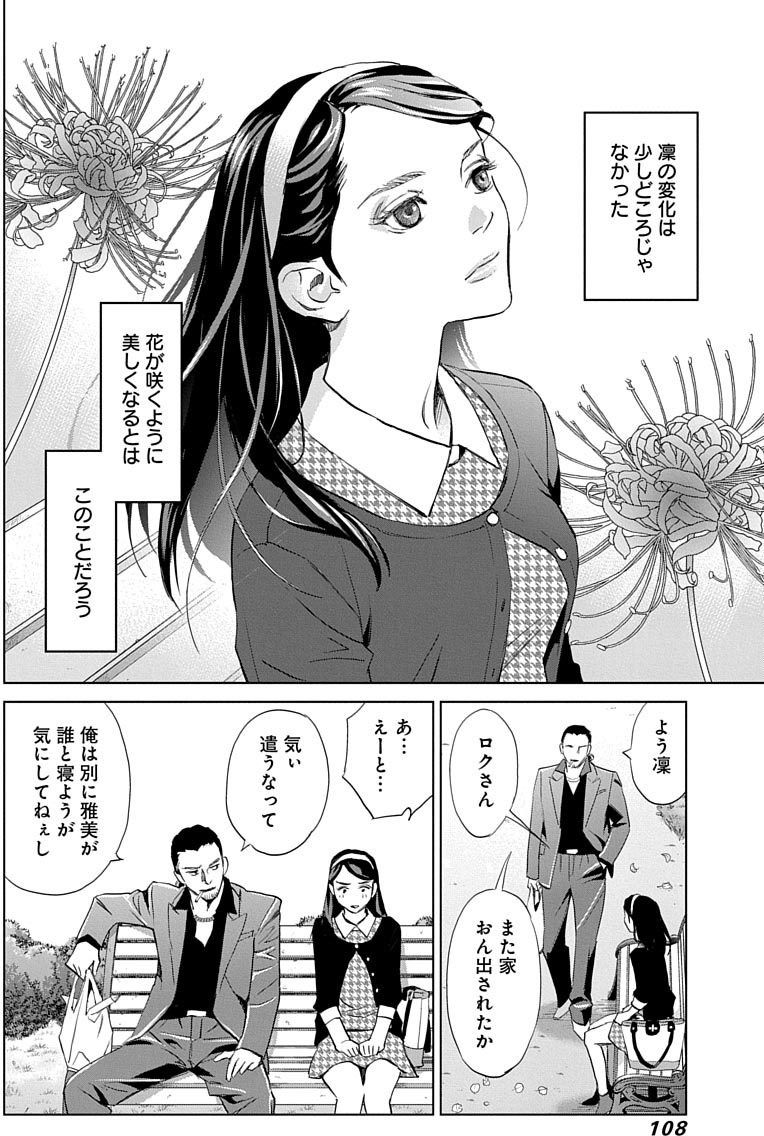 凜の変化は
少しどころじゃ
なかった
花が咲くように
美しくなるとは
このことだろう
よう凜
ロクさん
また家
おん出されたか
あ…
えーと…
気ぃ
遣うなって
俺は別に雅美が
誰と寝ようが
気にしてねぇし
108